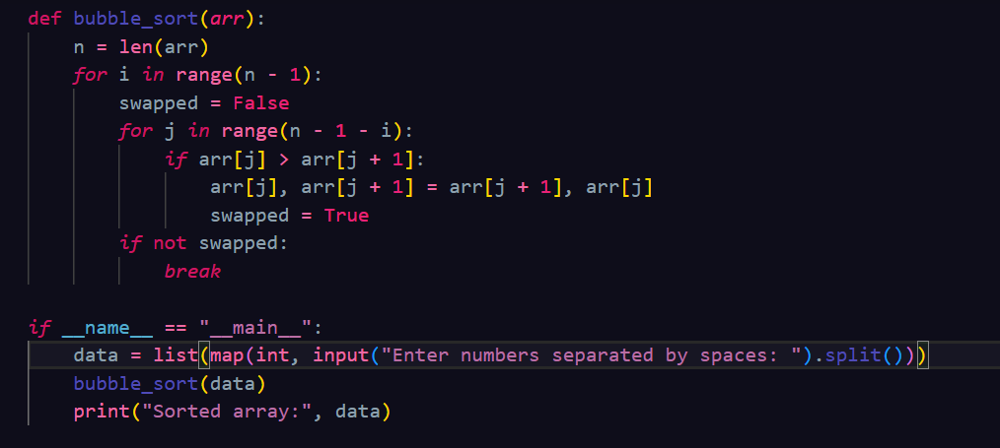 def bubble_sort(arr):
    n = len(arr)
    for i in range(n - 1):
        swapped = False
        for j in range(n - 1 - i):
            if arr[j] > arr[j + 1]:
                arr[j], arr[j + 1] = arr[j + 1], arr[j]
                swapped = True
        if not swapped:
            break

if __name__ == "__main__":
    data = list(map(int, input("Enter numbers separated by spaces: ").split()))
    bubble_sort(data)
    print("Sorted array:", data)